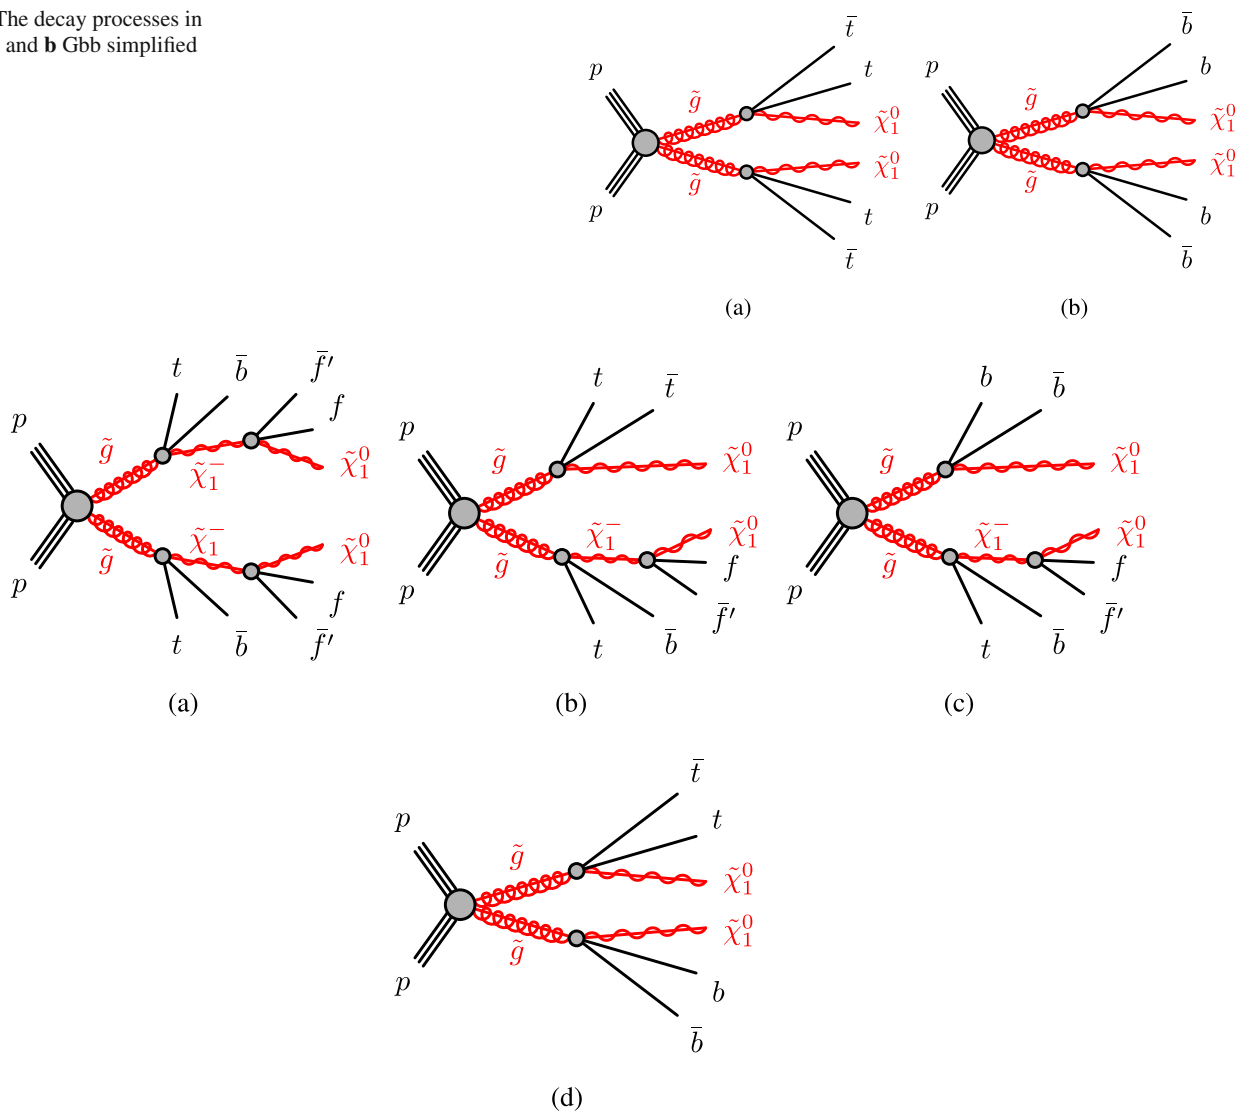 The decay processes in
and b Gbb simplified
p
p
g̃
g̃
t̄
t
χ̃⁰₁
χ̃⁰₁
t
t̄
(a)
p
p
g̃
g̃
b̄
b
χ̃⁰₁
χ̃⁰₁
b
b̄
(b)
p
p
g̃
g̃
t
b̄
f̄′
f
χ̃⁻₁
χ̃⁰₁
χ̃⁻₁
χ̃⁰₁
f
t
b̄
f̄′
(a)
p
p
g̃
g̃
t
t̄
χ̃⁰₁
χ̃⁻₁
χ̃⁰₁
f
f̄′
t
b̄
(b)
p
p
g̃
g̃
b
b̄
χ̃⁰₁
χ̃⁻₁
χ̃⁰₁
f
f̄′
t
b̄
(c)
p
p
g̃
g̃
t̄
t
χ̃⁰₁
χ̃⁰₁
b
b̄
(d)